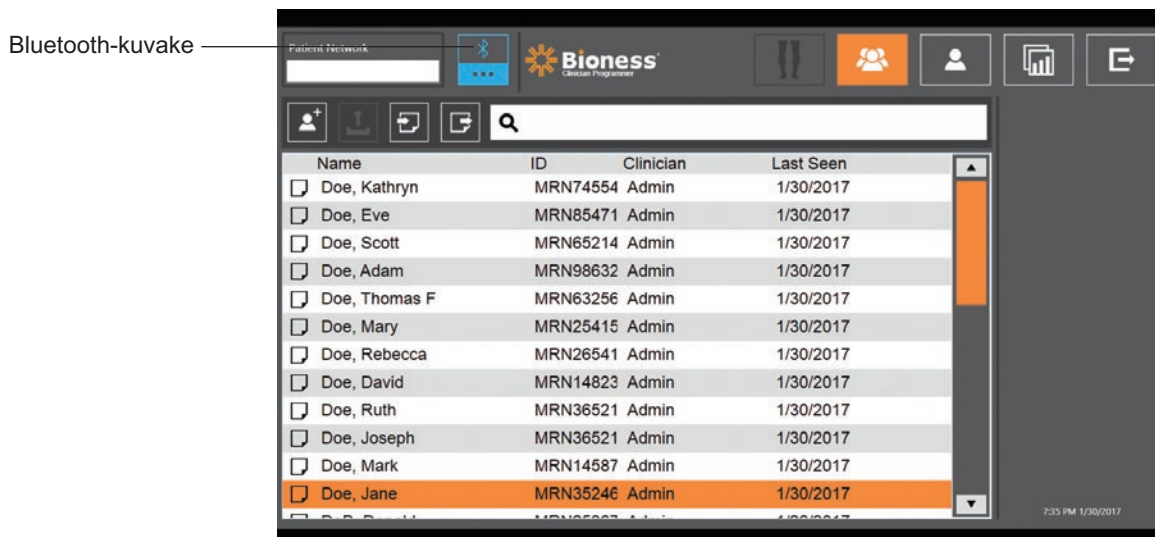 Bluetooth-kuvake
Patient Network
Bioness
Clinician Programmer
Name ID Clinician Last Seen
Doe, Kathryn MRN74554 Admin 1/30/2017
Doe, Eve MRN85471 Admin 1/30/2017
Doe, Scott MRN65214 Admin 1/30/2017
Doe, Adam MRN98632 Admin 1/30/2017
Doe, Thomas F MRN63256 Admin 1/30/2017
Doe, Mary MRN25415 Admin 1/30/2017
Doe, Rebecca MRN26541 Admin 1/30/2017
Doe, David MRN14823 Admin 1/30/2017
Doe, Ruth MRN36521 Admin 1/30/2017
Doe, Joseph MRN36521 Admin 1/30/2017
Doe, Mark MRN14587 Admin 1/30/2017
Doe, Jane MRN35246 Admin 1/30/2017
7:35 PM 1/30/2017